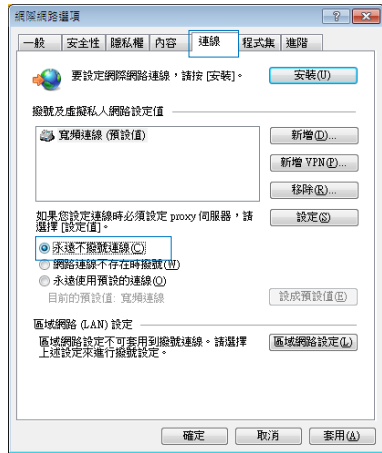 網際網路選項
一般 安全性 隱私權 內容 連線 程式集 進階
要設定網際網路連線，請按 [安裝]。 安裝(U)
撥號及虛擬私人網路設定值
寬頻連線 (預設值) 新增(D)...
新增 VPN(P)...
移除(R)...
如果您設定連線時必須設定 proxy 伺服器，請 設定(S)
選擇 [設定值]。
永遠不撥號連線(C)
網路連線不存在時撥號(W)
永遠使用預設的連線(O)
目前的預設值: 寬頻連線 設成預設值(E)
區域網路 (LAN) 設定
區域網路設定不可套用到撥號連線。請選擇 區域網路設定(L)
上述設定來進行撥號設定。
確定 取消 套用(A)